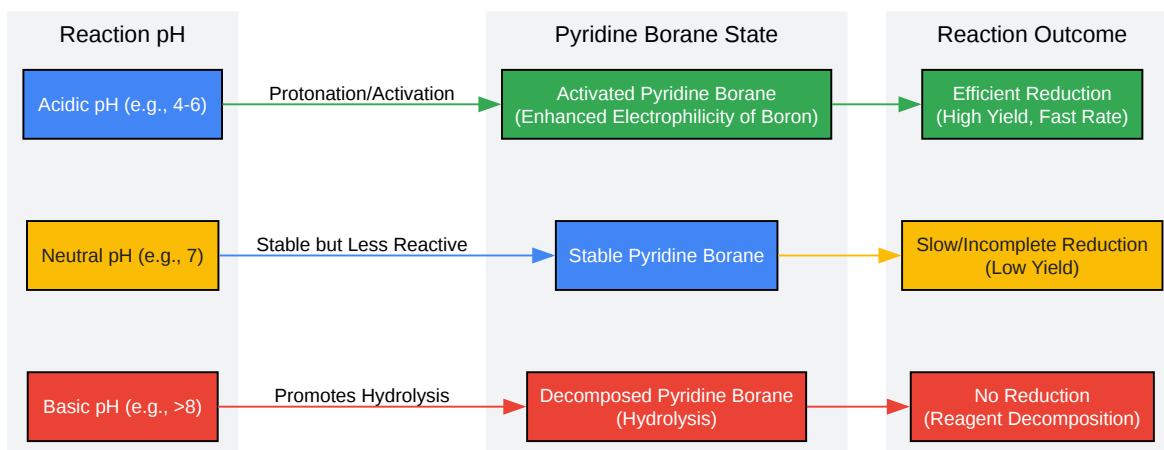 Reaction pH
Pyridine Borane State
Reaction Outcome
Acidic pH (e.g., 4-6)
Protonation/Activation
Activated Pyridine Borane
(Enhanced Electrophilicity of Boron)
Efficient Reduction
(High Yield, Fast Rate)
Neutral pH (e.g., 7)
Stable but Less Reactive
Stable Pyridine Borane
Slow/Incomplete Reduction
(Low Yield)
Basic pH (e.g., >8)
Promotes Hydrolysis
Decomposed Pyridine Borane
(Hydrolysis)
No Reduction
(Reagent Decomposition)